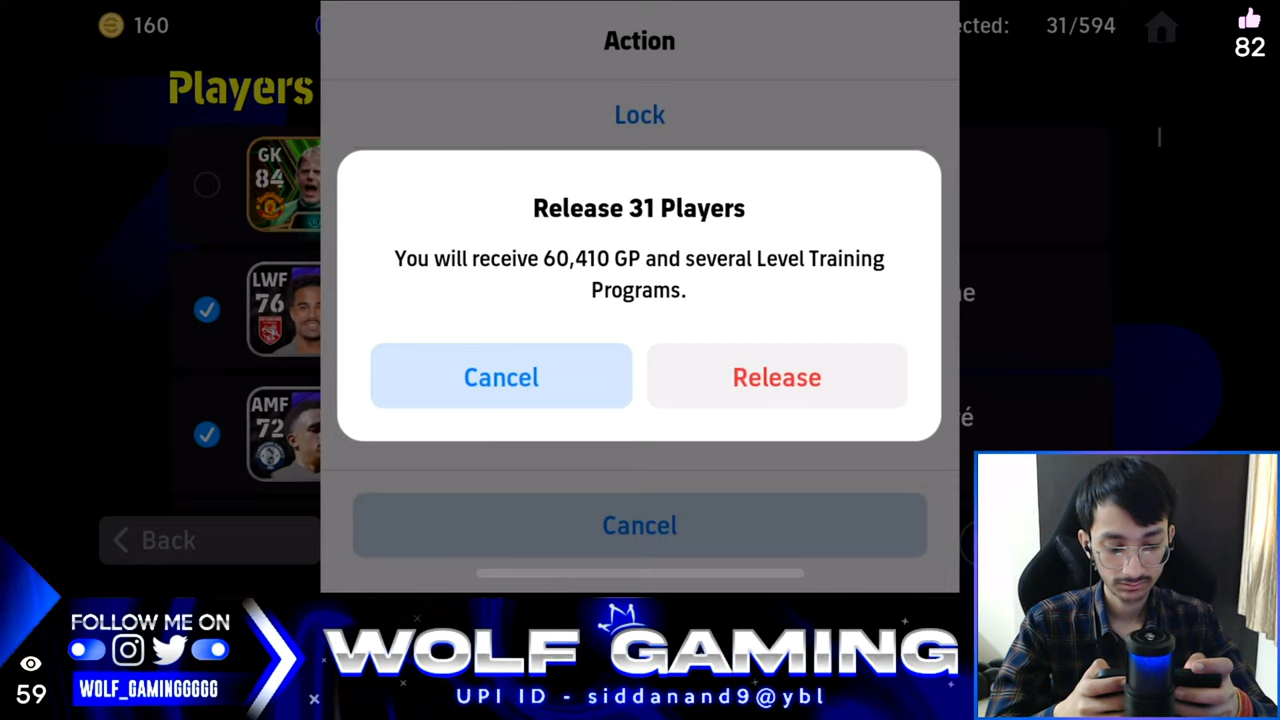 160
Action
ected: 31/594
82
Players
Lock
GK
84
Release 31 Players
You will receive 60,410 GP and several Level Training
Programs.
LWF
76
e
Cancel
Release
AMF
72
é
Cancel
Back
FOLLOW ME ON
WOLF_GAMINGGGGG
59
WOLF GAMING
UPI ID - siddanand9@ybl